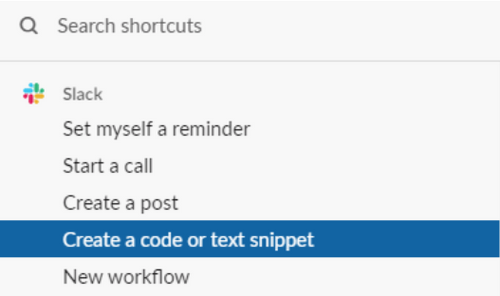 Search shortcuts
Slack
Set myself a reminder
Start a call
Create a post
Create a code or text snippet
New workflow